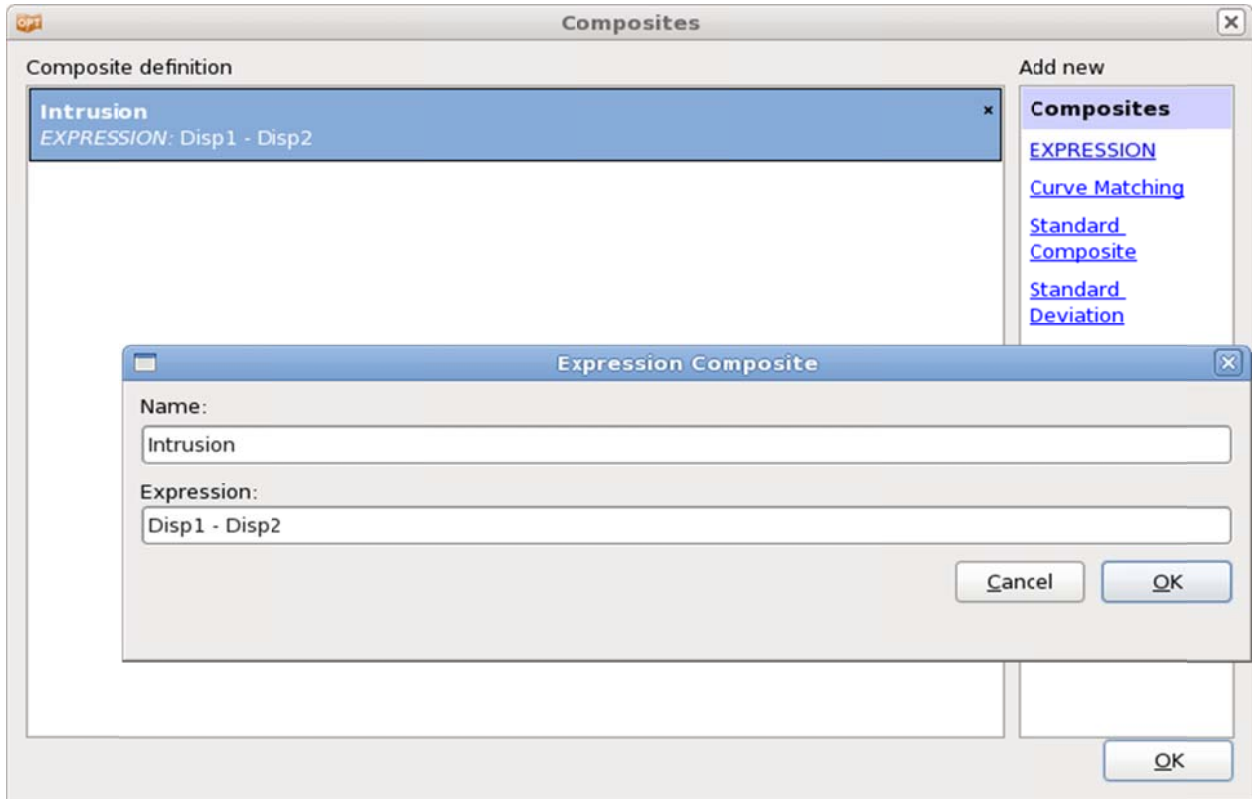 OPT
Composites
Composite definition
Add new
Intrusion
EXPRESSION: Disp1 - Disp2
Composites
EXPRESSION
Curve Matching
Standard
Composite
Standard
Deviation
Expression Composite
Name:
Intrusion
Expression:
Disp1 - Disp2
Cancel
OK
OK